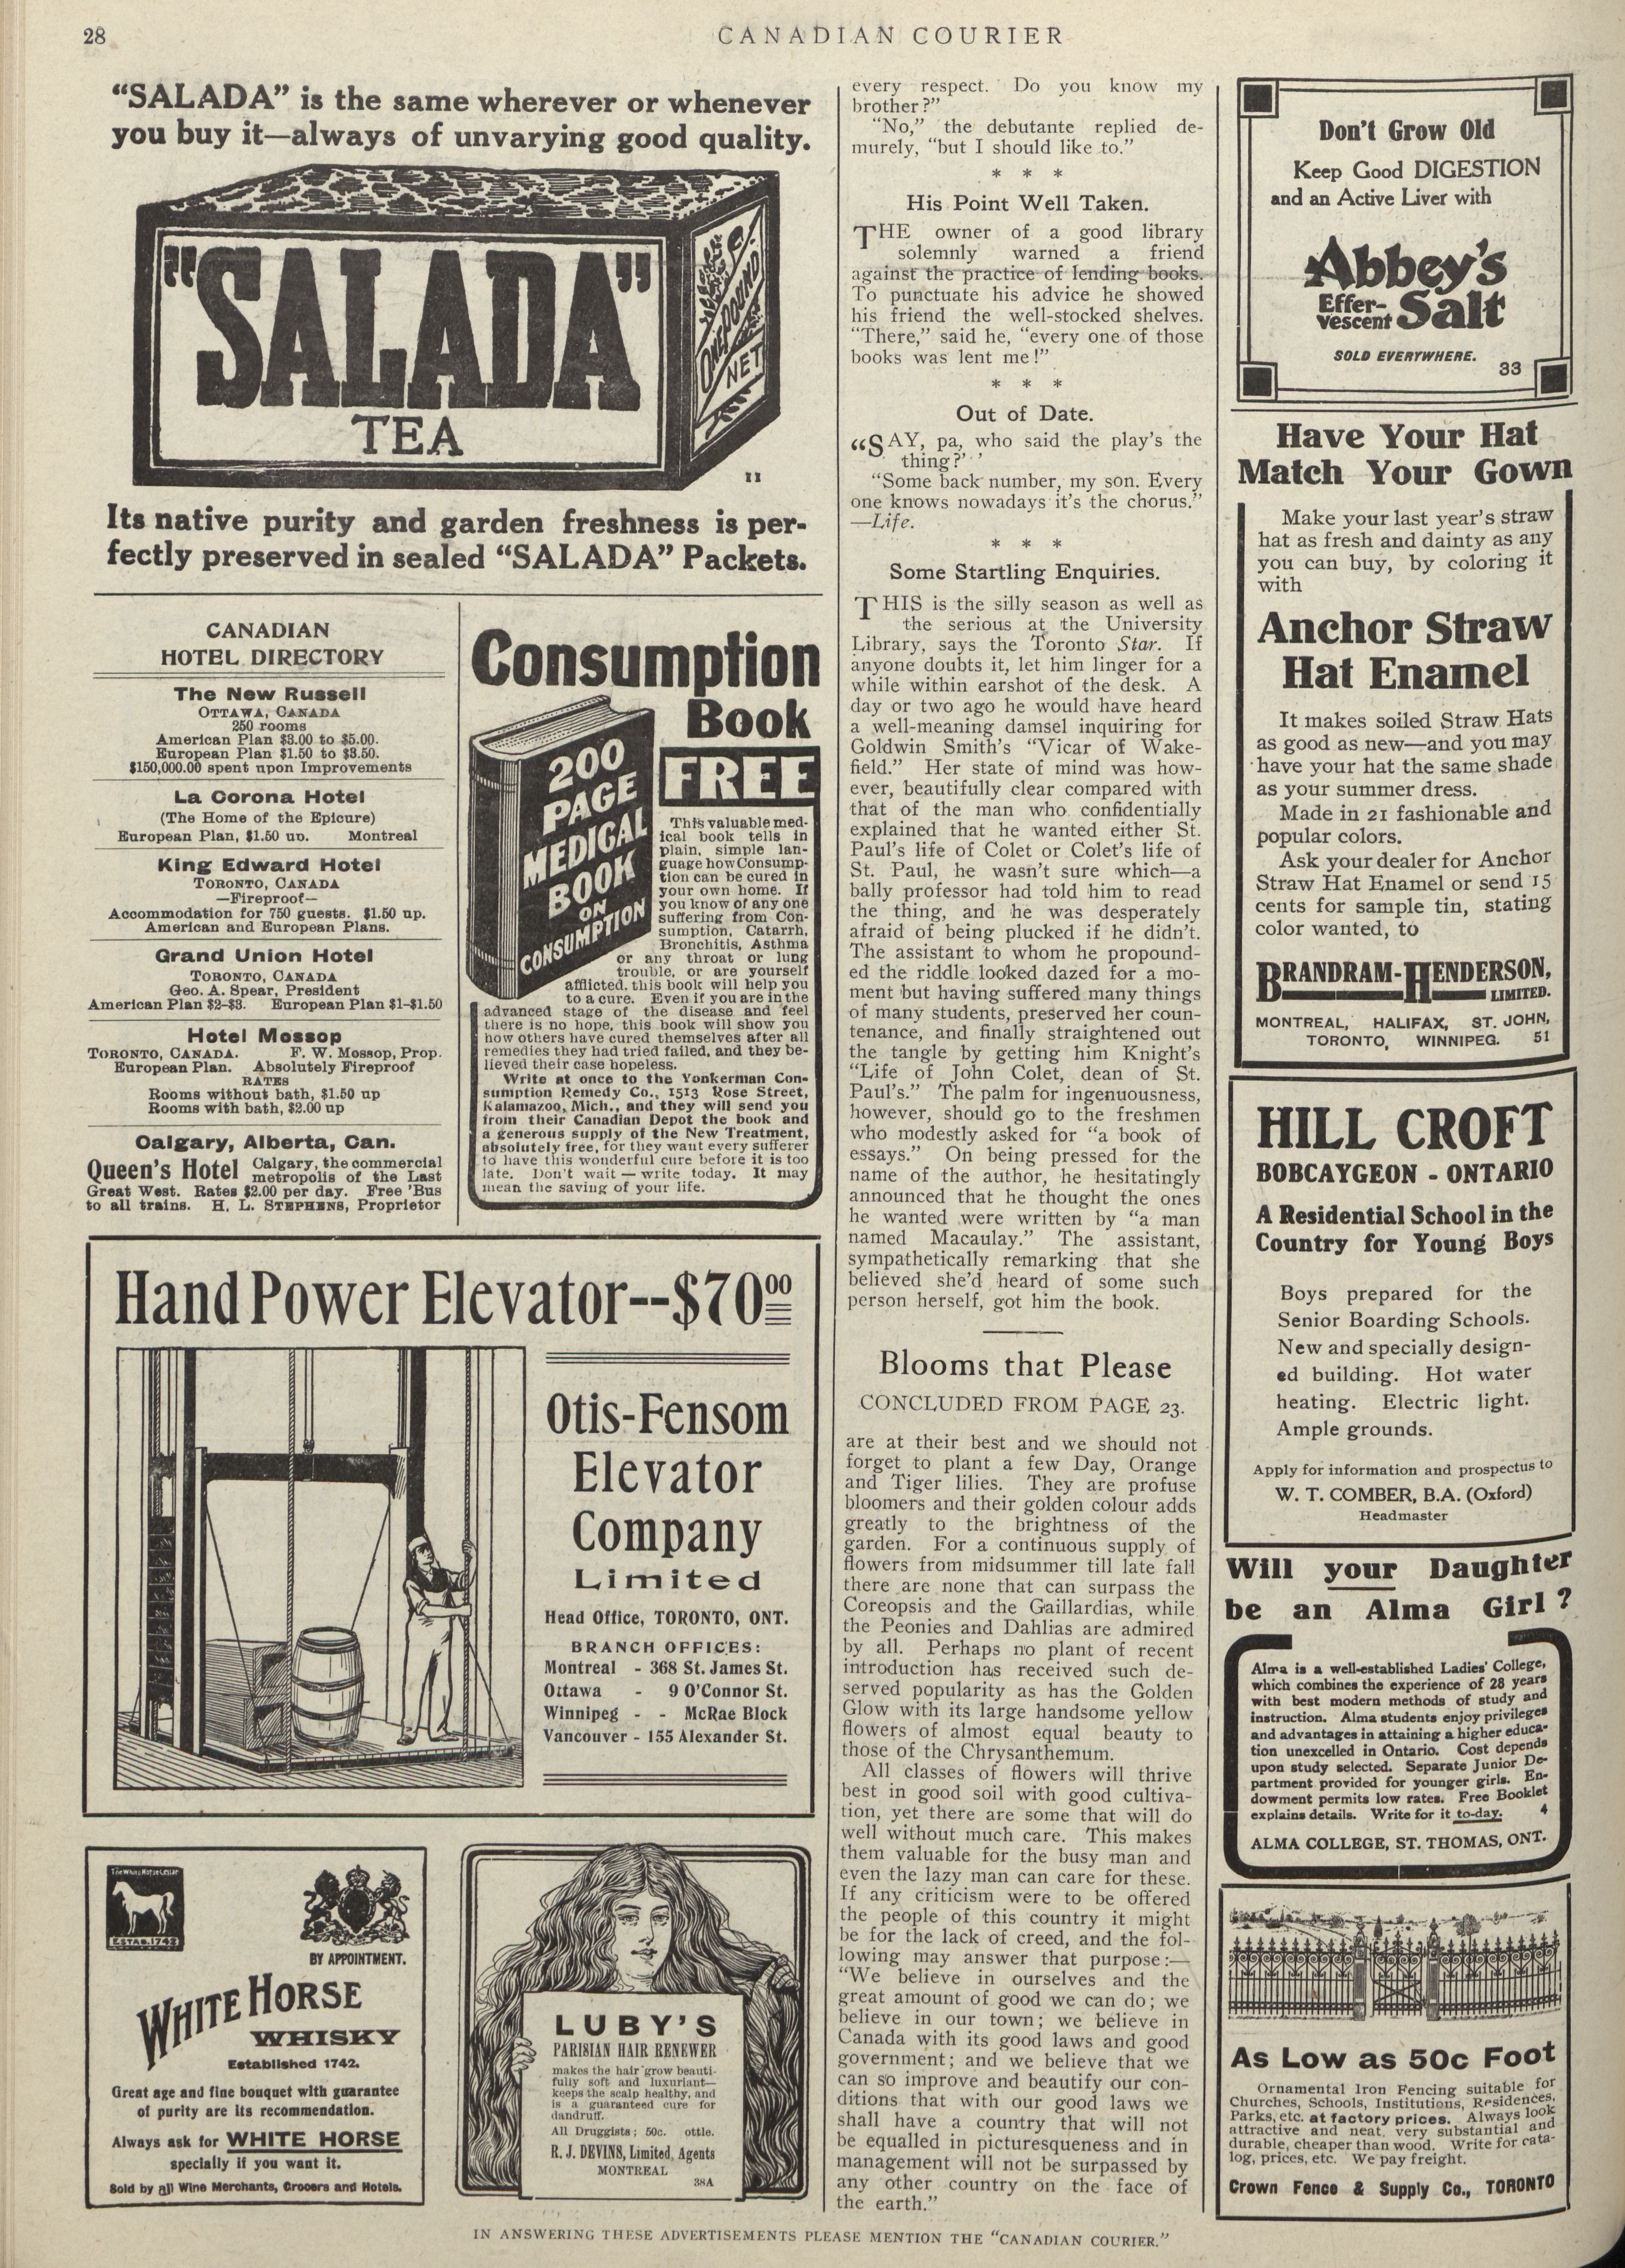 28
CANADIAN COURIER
"SALADA" is the same wherever or whenever
you buy it—always of unvarying good quality.
"SALADA"
TEA
ONE POUND
NET
11
Its native purity and garden freshness is per-
fectly preserved in sealed "SALADA" Packets.
CANADIAN
HOTEL DIRECTORY
The New Russell
OTTAWA, CANADA
250 rooms
American Plan $3.00 to $5.00.
European Plan $1.50 to $3.50.
$150,000.00 spent upon Improvements
La Corona Hotel
(The Home of the Epicure)
European Plan, $1.50 up. Montreal
King Edward Hotel
TORONTO, CANADA
—Fireproof—
Accommodation for 750 guests. $1.50 up.
American and European Plans.
Grand Union Hotel
TORONTO, CANADA
Geo. A. Spear, President
American Plan $2–$3. European Plan $1–$1.50
Hotel Mossop
TORONTO, CANADA. F. W. Mossop, Prop.
European Plan. Absolutely Fireproof
RATES
Rooms without bath, $1.50 up
Rooms with bath, $2.00 up
Calgary, Alberta, Can.
Queen's Hotel Calgary, the commercial
metropolis of the Last
Great West. Rates $2.00 per day. Free 'Bus
to all trains. H. L. STEPHENS, Proprietor
Consumption
Book
FREE
200
PAGE
MEDICAL
BOOK
ON
CONSUMPTION
This valuable med-
ical book tells in
plain, simple lan-
guage how Consump-
tion can be cured in
your own home. If
you know of any one
suffering from Con-
sumption, Catarrh,
Bronchitis, Asthma
or any throat or lung
trouble, or are yourself
afflicted, this book will help you
to a cure. Even if you are in the
advanced stage of the disease and feel
there is no hope, this book will show you
how others have cured themselves after all
remedies they had tried failed, and they be-
lieved their case hopeless.
Write at once to the Yonkerman Con-
sumption Remedy Co., 1513 Rose Street,
Kalamazoo, Mich., and they will send you
from their Canadian Depot the book and
a generous supply of the New Treatment,
absolutely free, for they want every sufferer
to have this wonderful cure before it is too
late. Don't wait — write today. It may
mean the saving of your life.
Hand Power Elevator--$70.00
Otis-Fensom
Elevator
Company
Limited
Head Office, TORONTO, ONT.
BRANCH OFFICES:
Montreal - 368 St. James St.
Ottawa - 9 O'Connor St.
Winnipeg - - McRae Block
Vancouver - 155 Alexander St.
The White Horse Cellar
ESTAB. 1742
BY APPOINTMENT.
WHITE HORSE
WHISKY
Established 1742.
Great age and fine bouquet with guarantee
of purity are its recommendation.
Always ask for WHITE HORSE
specially if you want it.
Sold by all Wine Merchants, Grocers and Hotels.
LUBY'S
PARISIAN HAIR RENEWER
makes the hair grow beauti-
fully soft and luxuriant—
keeps the scalp healthy, and
is a guaranteed cure for
dandruff.
All Druggists; 50c. ottle.
R. J. DEVINS, Limited, Agents
MONTREAL
38A
every respect. Do you know my
brother?"
"No," the debutante replied de-
murely, "but I should like to."
* * *
His Point Well Taken.
THE owner of a good library
solemnly warned a friend
against the practice of lending books.
To punctuate his advice he showed
his friend the well-stocked shelves.
"There," said he, "every one of those
books was lent me!"
* * *
Out of Date.
"SAY, pa, who said the play's the
thing?' '
"Some back number, my son. Every
one knows nowadays it's the chorus."
—Life.
* * *
Some Startling Enquiries.
THIS is the silly season as well as
the serious at the University
Library, says the Toronto Star. If
anyone doubts it, let him linger for a
while within earshot of the desk. A
day or two ago he would have heard
a well-meaning damsel inquiring for
Goldwin Smith's "Vicar of Wake-
field." Her state of mind was how-
ever, beautifully clear compared with
that of the man who confidentially
explained that he wanted either St.
Paul's life of Colet or Colet's life of
St. Paul, he wasn't sure which—a
bally professor had told him to read
the thing, and he was desperately
afraid of being plucked if he didn't.
The assistant to whom he propound-
ed the riddle looked dazed for a mo-
ment but having suffered many things
of many students, preserved her coun-
tenance, and finally straightened out
the tangle by getting him Knight's
"Life of John Colet, dean of St.
Paul's." The palm for ingenuousness,
however, should go to the freshmen
who modestly asked for "a book of
essays." On being pressed for the
name of the author, he hesitatingly
announced that he thought the ones
he wanted were written by "a man
named Macaulay." The assistant,
sympathetically remarking that she
believed she'd heard of some such
person herself, got him the book.
Blooms that Please
CONCLUDED FROM PAGE 23.
are at their best and we should not
forget to plant a few Day, Orange
and Tiger lilies. They are profuse
bloomers and their golden colour adds
greatly to the brightness of the
garden. For a continuous supply of
flowers from midsummer till late fall
there are none that can surpass the
Coreopsis and the Gaillardias, while
the Peonies and Dahlias are admired
by all. Perhaps no plant of recent
introduction has received such de-
served popularity as has the Golden
Glow with its large handsome yellow
flowers of almost equal beauty to
those of the Chrysanthemum.
All classes of flowers will thrive
best in good soil with good cultiva-
tion, yet there are some that will do
well without much care. This makes
them valuable for the busy man and
even the lazy man can care for these.
If any criticism were to be offered
the people of this country it might
be for the lack of creed, and the fol-
lowing may answer that purpose:—
"We believe in ourselves and the
great amount of good we can do; we
believe in our town; we believe in
Canada with its good laws and good
government; and we believe that we
can so improve and beautify our con-
ditions that with our good laws we
shall have a country that will not
be equalled in picturesqueness and in
management will not be surpassed by
any other country on the face of
the earth."
Don't Grow Old
Keep Good DIGESTION
and an Active Liver with
Abbey's
Effer-
vescent Salt
SOLD EVERYWHERE.
33
Have Your Hat
Match Your Gown
Make your last year's straw
hat as fresh and dainty as any
you can buy, by coloring it
with
Anchor Straw
Hat Enamel
It makes soiled Straw Hats
as good as new—and you may
have your hat the same shade
as your summer dress.
Made in 21 fashionable and
popular colors.
Ask your dealer for Anchor
Straw Hat Enamel or send 15
cents for sample tin, stating
color wanted, to
BRANDRAM-HENDERSON,
LIMITED.
MONTREAL, HALIFAX, ST. JOHN,
TORONTO, WINNIPEG. 51
HILL CROFT
BOBCAYGEON - ONTARIO
A Residential School in the
Country for Young Boys
Boys prepared for the
Senior Boarding Schools.
New and specially design-
ed building. Hot water
heating. Electric light.
Ample grounds.
Apply for information and prospectus to
W. T. COMBER, B.A. (Oxford)
Headmaster
Will your Daughter
be an Alma Girl?
Alma is a well-established Ladies' College,
which combines the experience of 28 years
with best modern methods of study and
instruction. Alma students enjoy privileges
and advantages in attaining a higher educa-
tion unexcelled in Ontario. Cost depends
upon study selected. Separate Junior De-
partment provided for younger girls. En-
dowment permits low rates. Free Booklet
explains details. Write for it to-day. 4
ALMA COLLEGE, ST. THOMAS, ONT.
As Low as 50c Foot
Ornamental Iron Fencing suitable for
Churches, Schools, Institutions, Residences,
Parks, etc. at factory prices. Always look
attractive and neat, very substantial and
durable, cheaper than wood. Write for cata-
log, prices, etc. We pay freight.
Crown Fence & Supply Co., TORONTO
IN ANSWERING THESE ADVERTISEMENTS PLEASE MENTION THE "CANADIAN COURIER."